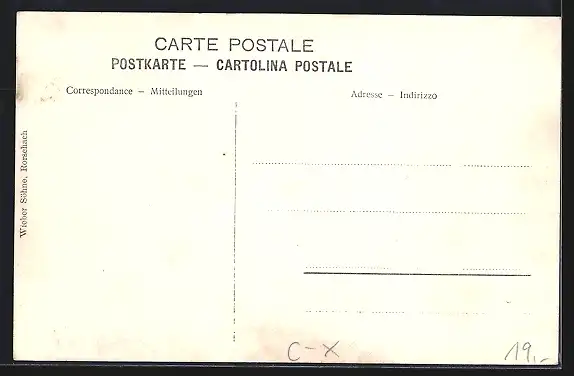 CARTE POSTALE
POSTKARTE — CARTOLINA POSTALE
Correspondance – Mitteilungen
Adresse – Indirizzo
Wieber Söhne, Rorschach
C-X
19,-